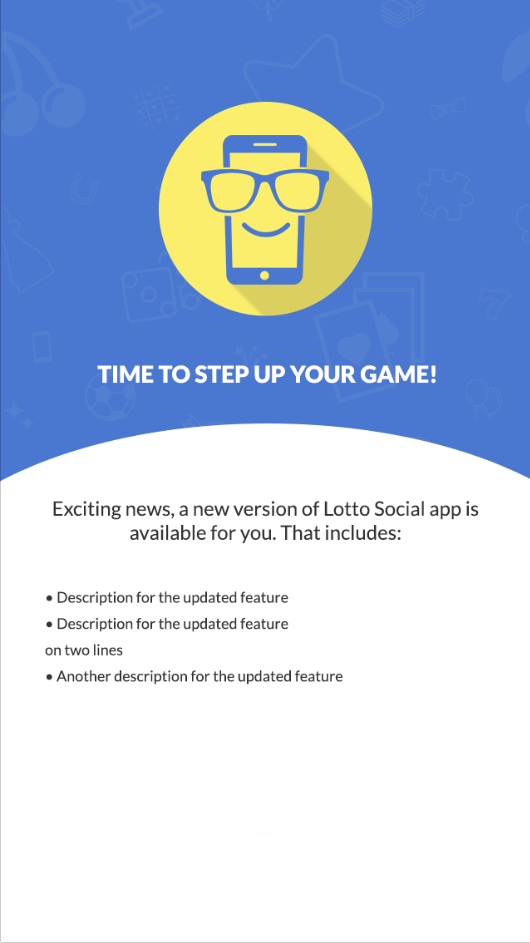 TIME TO STEP UP YOUR GAME!
Exciting news, a new version of Lotto Social app is
available for you. That includes:
• Description for the updated feature
• Description for the updated feature
on two lines
• Another description for the updated feature